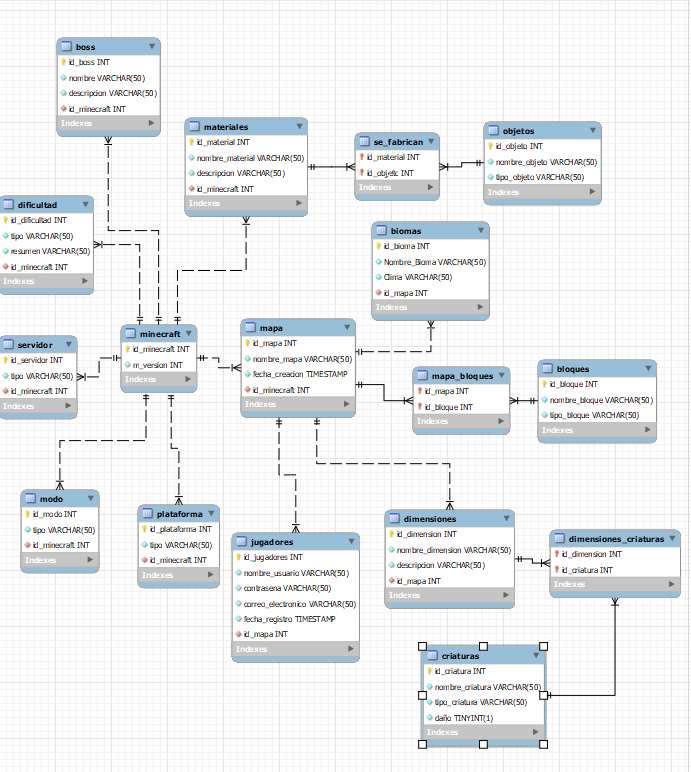 boss
id_boss INT
nombre VARCHAR(50)
descripcion VARCHAR(50)
id_minecraft INT
Indexes
materiales
id_material INT
nombre_material VARCHAR(50)
descripcion VARCHAR(50)
id_minecraft INT
Indexes
se_fabrican
id_material INT
id_objeto INT
Indexes
objetos
id_objeto INT
nombre_objeto VARCHAR(50)
tipo_objeto VARCHAR(50)
Indexes
dificultad
id_dificultad INT
tipo VARCHAR(50)
resumen VARCHAR(50)
id_minecraft INT
Indexes
biomas
id_bioma INT
Nombre_Bioma VARCHAR(50)
Clima VARCHAR(50)
id_mapa INT
Indexes
servidor
id_servidor INT
tipo VARCHAR(50)
id_minecraft INT
Indexes
minecraft
id_minecraft INT
m_version INT
Indexes
mapa
id_mapa INT
nombre_mapa VARCHAR(50)
fecha_creacion TIMESTAMP
id_minecraft INT
Indexes
mapa_bloques
id_mapa INT
id_bloque INT
Indexes
bloques
id_bloque INT
nombre_bloque VARCHAR(50)
tipo_bloque VARCHAR(50)
Indexes
modo
id_modo INT
tipo VARCHAR(50)
id_minecraft INT
Indexes
plataforma
id_plataforma INT
tipo VARCHAR(50)
id_minecraft INT
Indexes
jugadores
id_jugadores INT
nombre_usuario VARCHAR(50)
contrasena VARCHAR(50)
correo_electronico VARCHAR(50)
fecha_registro TIMESTAMP
id_mapa INT
Indexes
dimensiones
id_dimension INT
nombre_dimension VARCHAR(50)
descripcion VARCHAR(50)
id_mapa INT
Indexes
dimensiones_criaturas
id_dimension INT
id_criatura INT
Indexes
criaturas
id_criatura INT
nombre_criatura VARCHAR(50)
tipo_criatura VARCHAR(50)
daño TINYINT(1)
Indexes